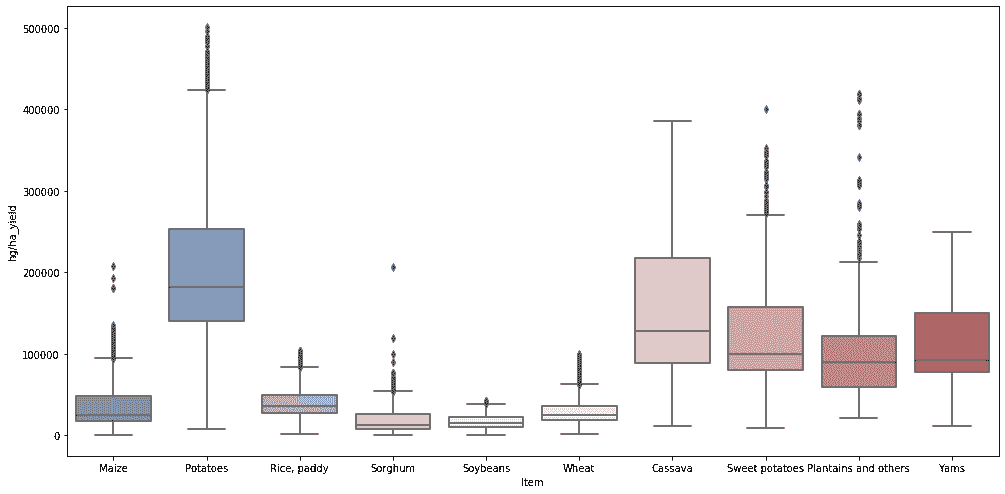 500000
400000
300000
200000
100000
0
hg/ha_yield
Maize Potatoes Rice, paddy Sorghum Soybeans Wheat Cassava Sweet potatoes Plantains and others Yams
Item